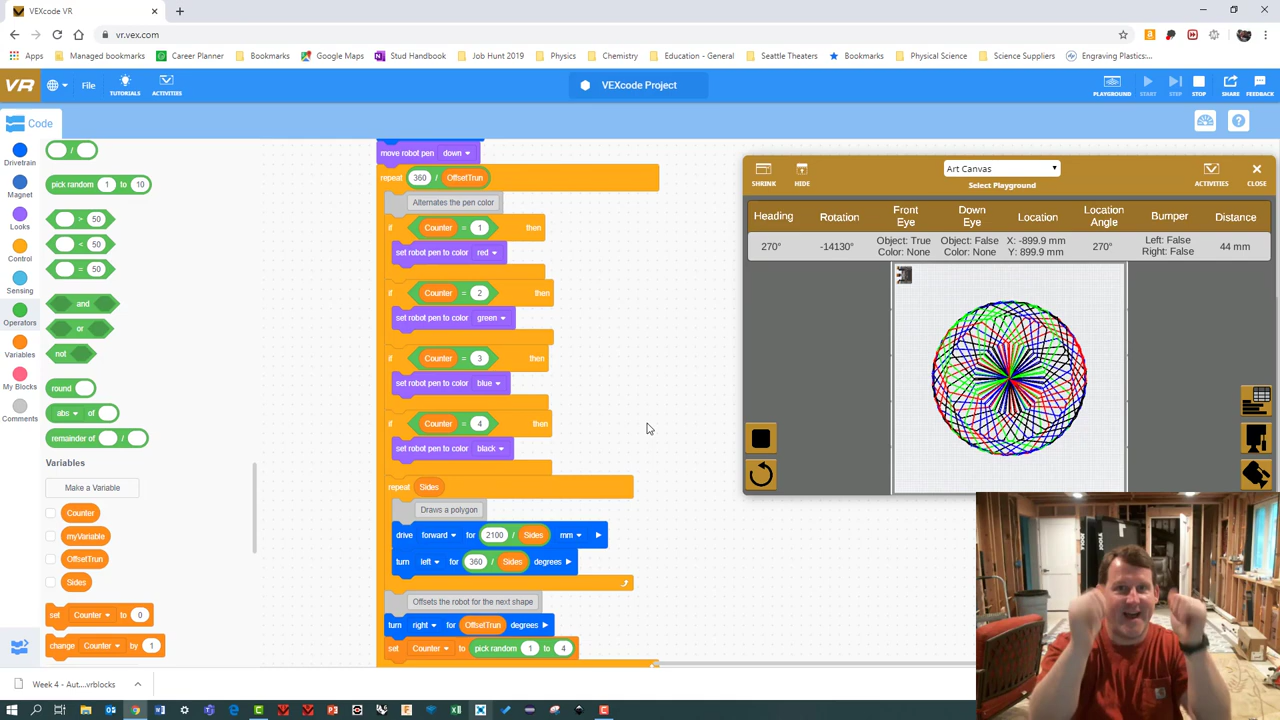 VEXcode VR
vr.vex.com
Apps Managed bookmarks Career Planner Bookmarks Google Maps Stud Handbook Job Hunt 2019 Physics Chemistry Education - General Seattle Theaters Bookmarks Physical Science Science Suppliers Engraving Plastics:...
VR File TUTORIALS ACTIVITIES VEXcode Project PLAYGROUND START STEP STOP SHARE FEEDBACK
Code
Drivetrain
Magnet
Looks
Control
Sensing
Operators
Variables
My Blocks
Comments
/
pick random 1 to 10
> 50
< 50
= 50
and
or
not
round
abs of
remainder of /
Variables
Make a Variable
Counter
myVariable
OffsetTrun
Sides
set Counter to 0
change Counter by 1
move robot pen down
repeat 360 / OffsetTrun
Alternates the pen color
if Counter = 1 then
set robot pen to color red
if Counter = 2 then
set robot pen to color green
if Counter = 3 then
set robot pen to color blue
if Counter = 4 then
set robot pen to color black
repeat Sides
Draws a polygon
drive forward for 2100 / Sides mm
turn left for 360 / Sides degrees
Offsets the robot for the next shape
turn right for OffsetTrun degrees
set Counter to pick random 1 to 4
SHRINK HIDE Art Canvas ACTIVITIES CLOSE
Select Playground
Heading Rotation Front Eye Down Eye Location Location Angle Bumper Distance
270° -14130° Object: True Object: False X: -899.9 mm 270° Left: False 44 mm
Color: None Color: None Y: 899.9 mm Right: False
Week 4 - Aut....vrblocks